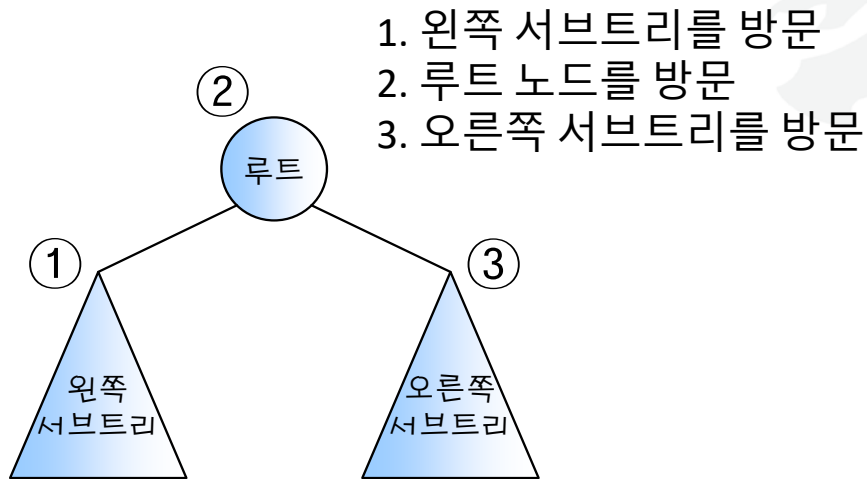 1. 왼쪽 서브트리를 방문
2. 루트 노드를 방문
3. 오른쪽 서브트리를 방문
②
루트
①
③
왼쪽
서브트리
오른쪽
서브트리